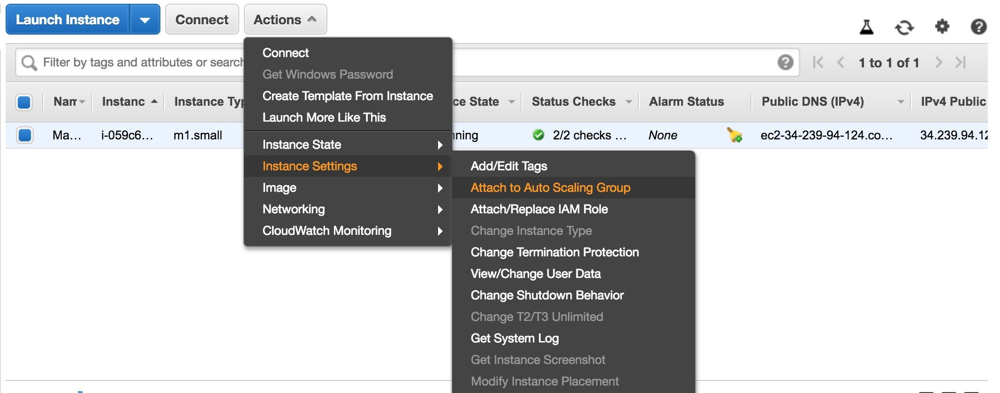 Launch Instance Connect Actions
Filter by tags and attributes or search
1 to 1 of 1
Nam Instanc Instance Typ ce State Status Checks Alarm Status Public DNS (IPv4) IPv4 Public
Ma... i-059c6... m1.small nning 2/2 checks ... None ec2-34-239-94-124.co... 34.239.94.12
Connect
Get Windows Password
Create Template From Instance
Launch More Like This
Instance State
Instance Settings
Image
Networking
CloudWatch Monitoring
Add/Edit Tags
Attach to Auto Scaling Group
Attach/Replace IAM Role
Change Instance Type
Change Termination Protection
View/Change User Data
Change Shutdown Behavior
Change T2/T3 Unlimited
Get System Log
Get Instance Screenshot
Modify Instance Placement